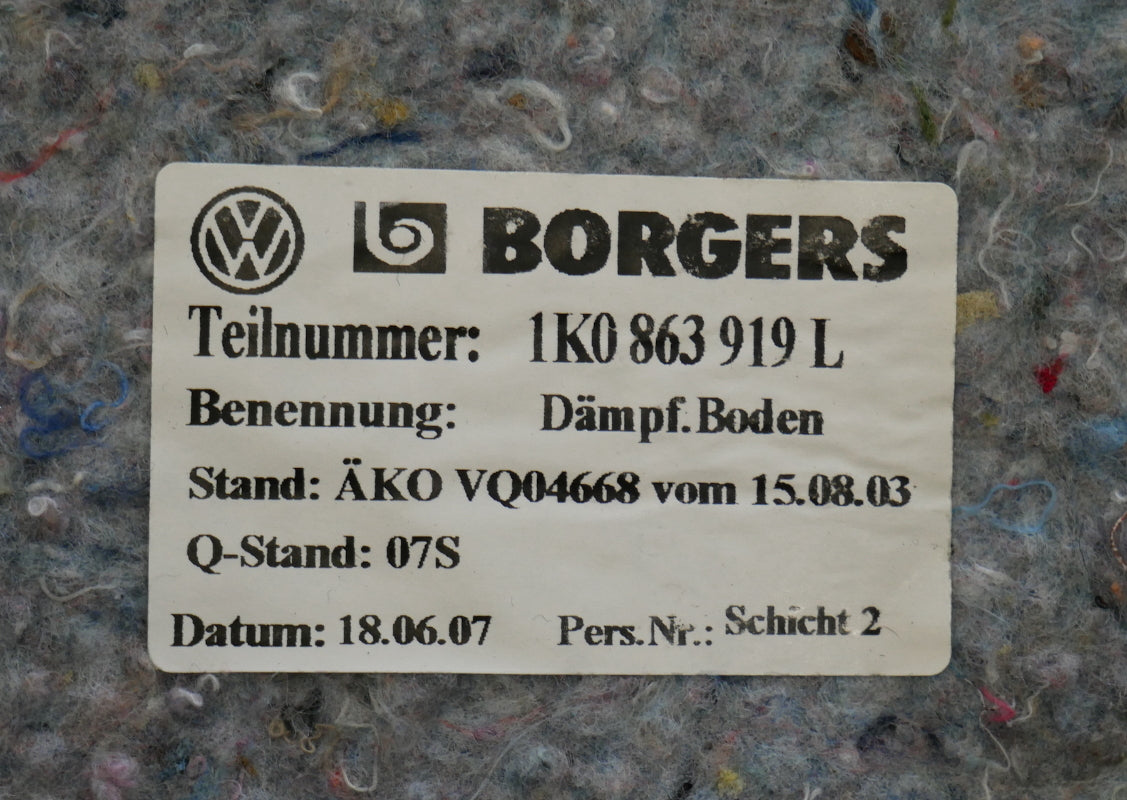 VW BORGERS
Teilnummer: 1K0 863 919 L
Benennung: Dämpf.Boden
Stand: ÄKO VQ04668 vom 15.08.03
Q-Stand: 07S
Datum: 18.06.07 Pers.Nr.: Schicht 2